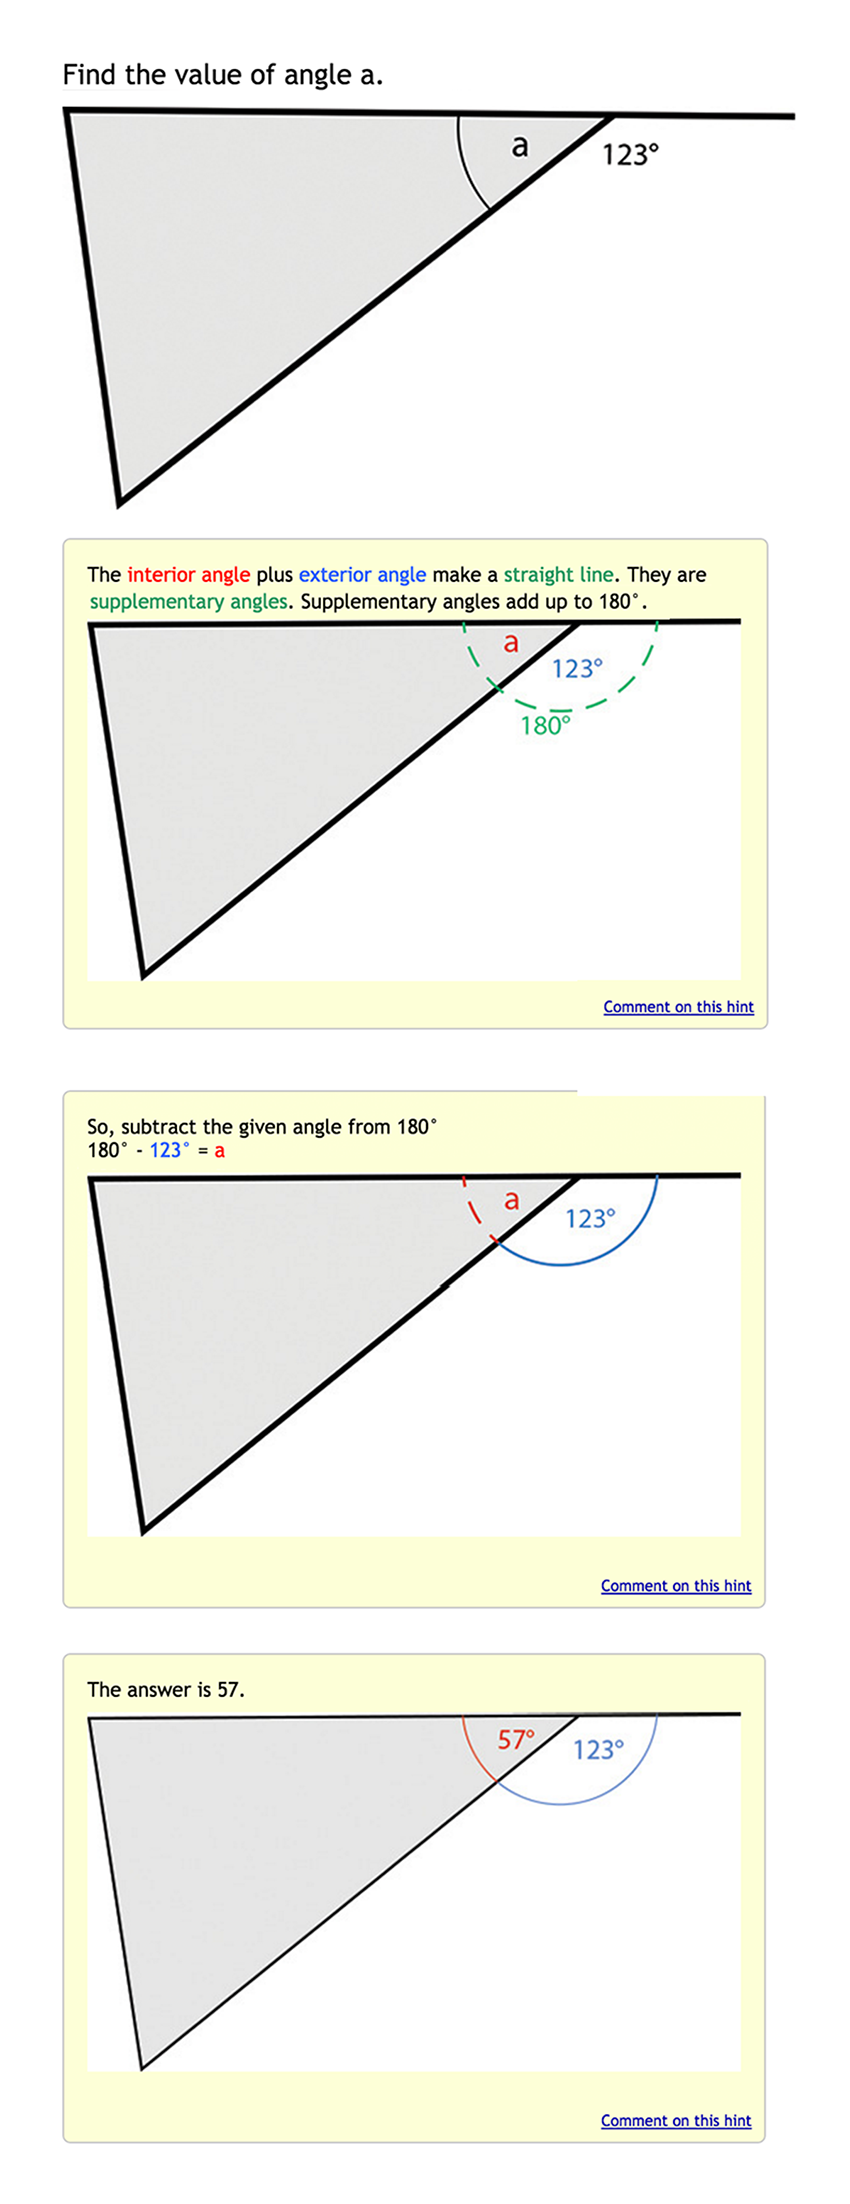 Find the value of angle a.
a
123°
The interior angle plus exterior angle make a straight line. They are
supplementary angles. Supplementary angles add up to 180°.
a
123°
180°
Comment on this hint
So, subtract the given angle from 180°
180° - 123° = a
a
123°
Comment on this hint
The answer is 57.
57°
123°
Comment on this hint